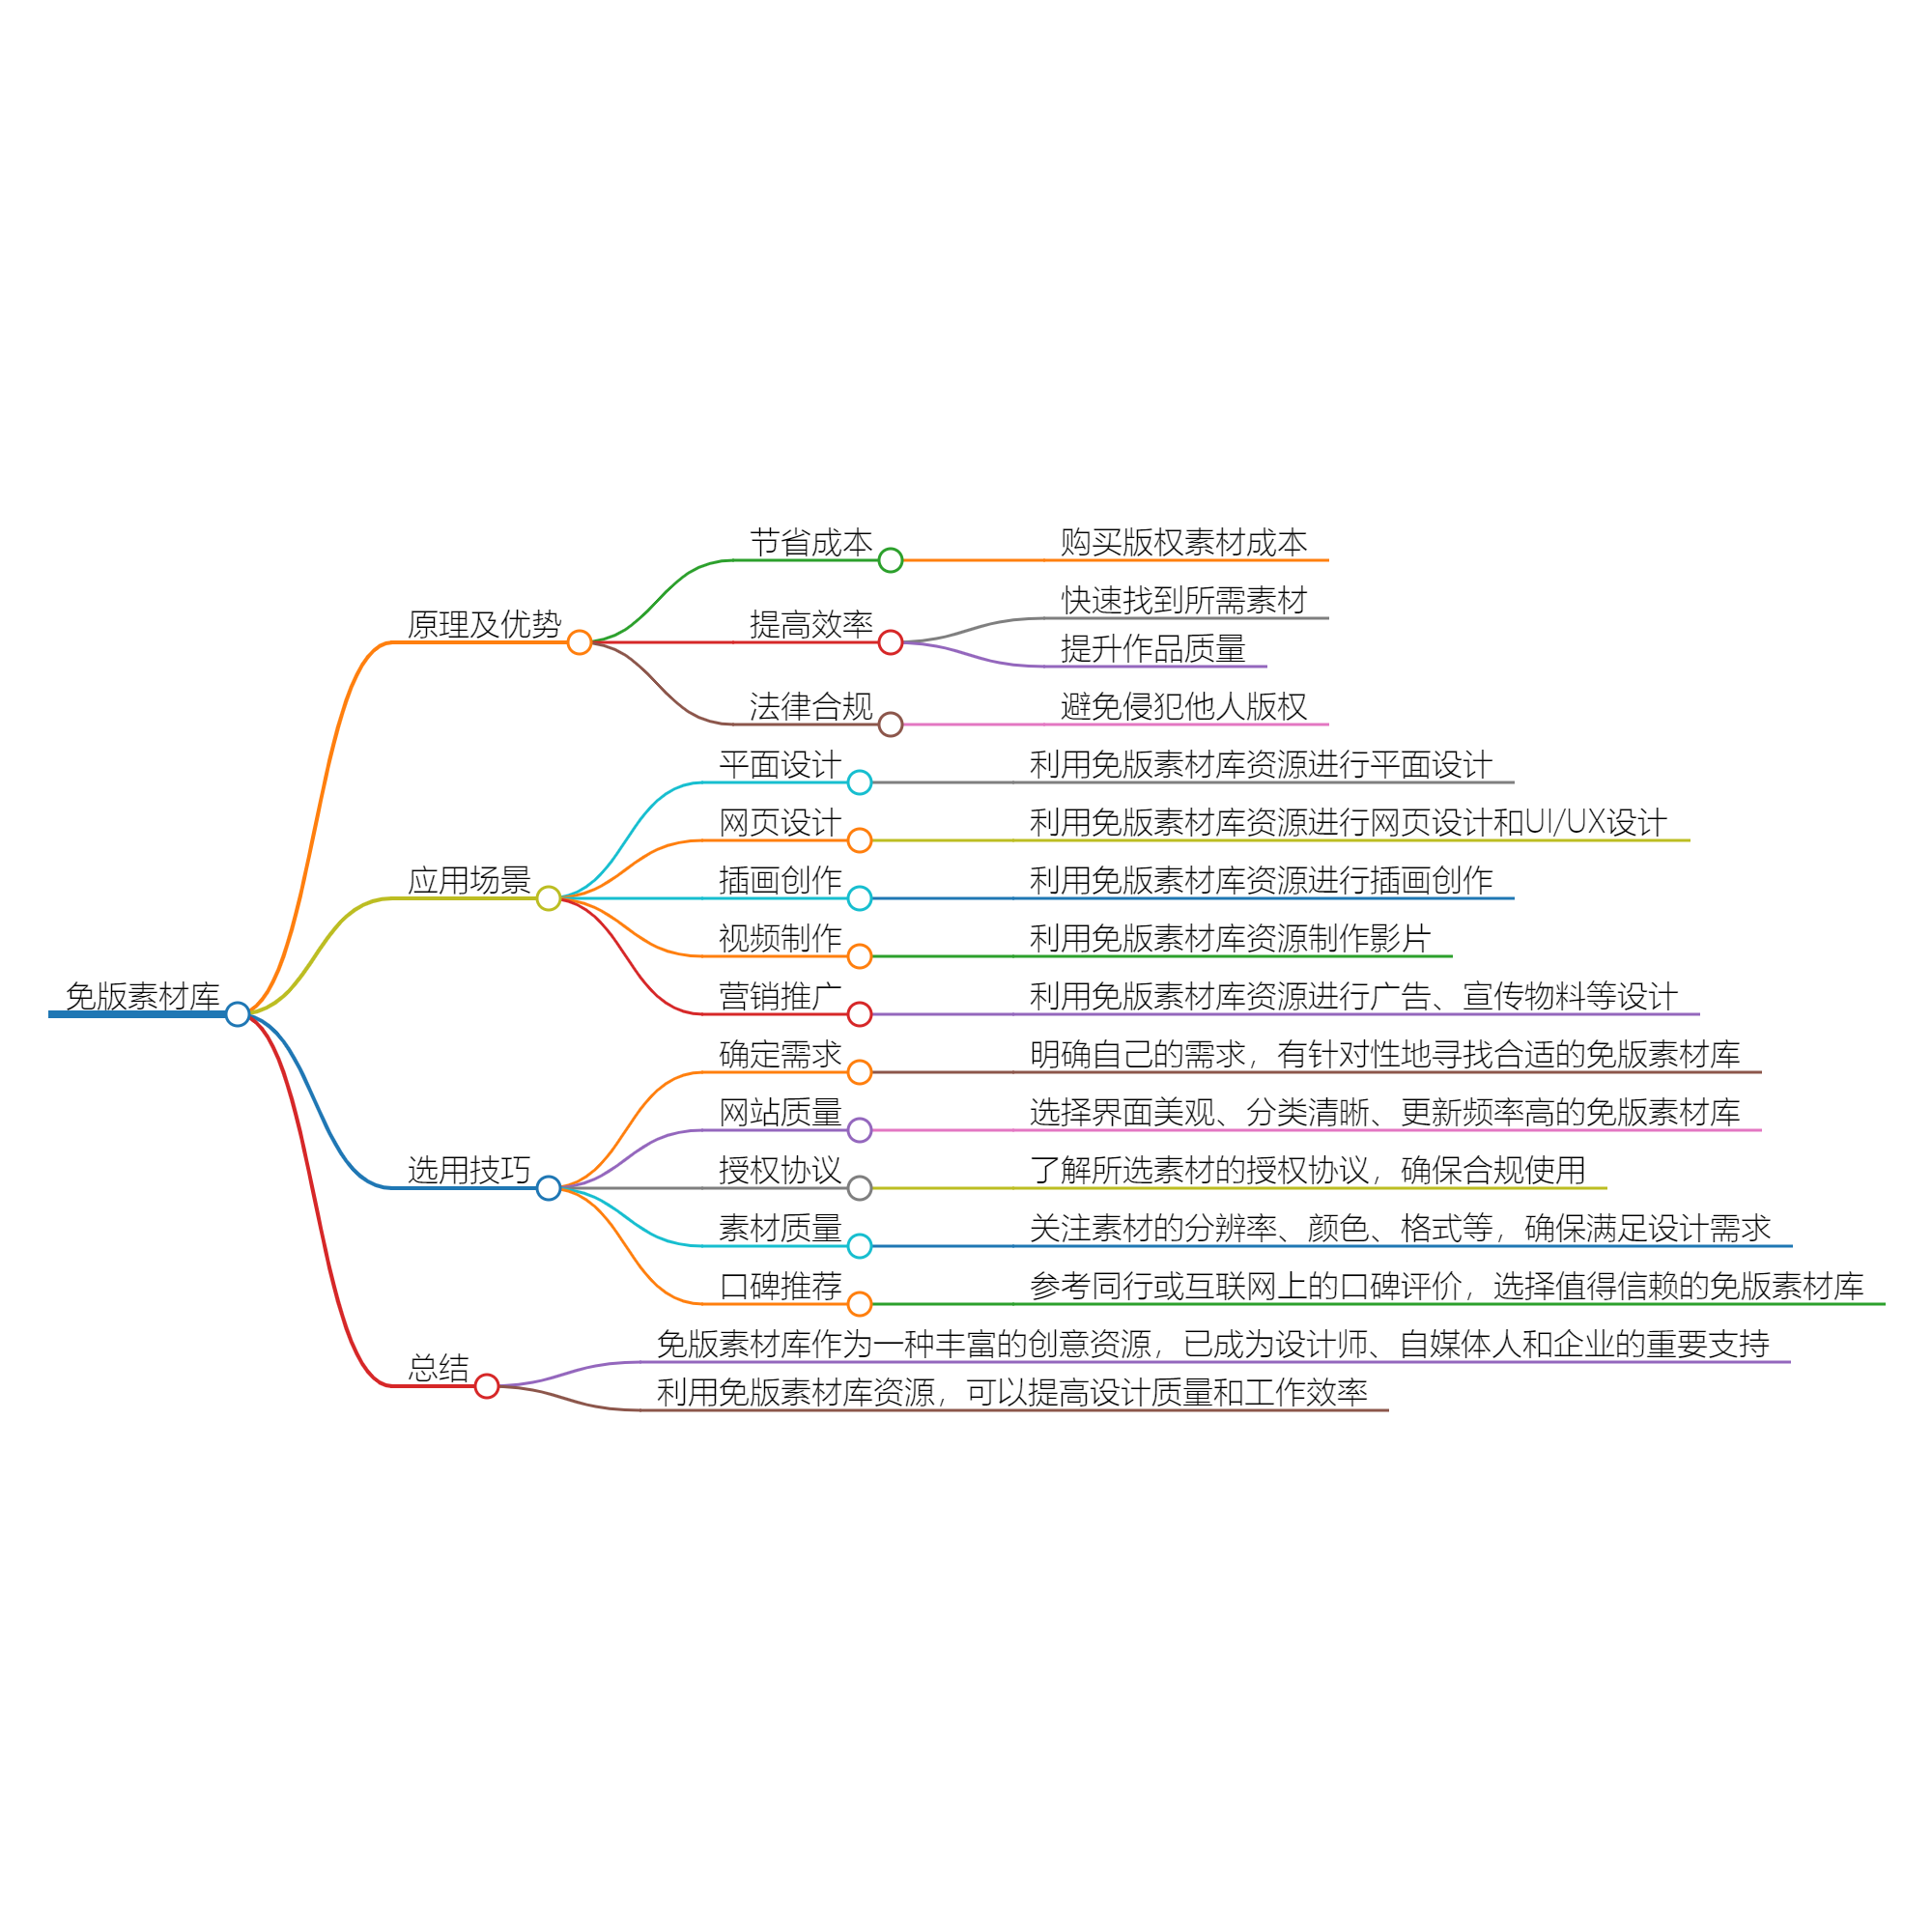 免版素材库
原理及优势
节省成本
购买版权素材成本
提高效率
快速找到所需素材
提升作品质量
法律合规
避免侵犯他人版权
应用场景
平面设计
利用免版素材库资源进行平面设计
网页设计
利用免版素材库资源进行网页设计和UI/UX设计
插画创作
利用免版素材库资源进行插画创作
视频制作
利用免版素材库资源制作影片
营销推广
利用免版素材库资源进行广告、宣传物料等设计
选用技巧
确定需求
明确自己的需求，有针对性地寻找合适的免版素材库
网站质量
选择界面美观、分类清晰、更新频率高的免版素材库
授权协议
了解所选素材的授权协议，确保合规使用
素材质量
关注素材的分辨率、颜色、格式等，确保满足设计需求
口碑推荐
参考同行或互联网上的口碑评价，选择值得信赖的免版素材库
总结
免版素材库作为一种丰富的创意资源，已成为设计师、自媒体人和企业的重要支持
利用免版素材库资源，可以提高设计质量和工作效率